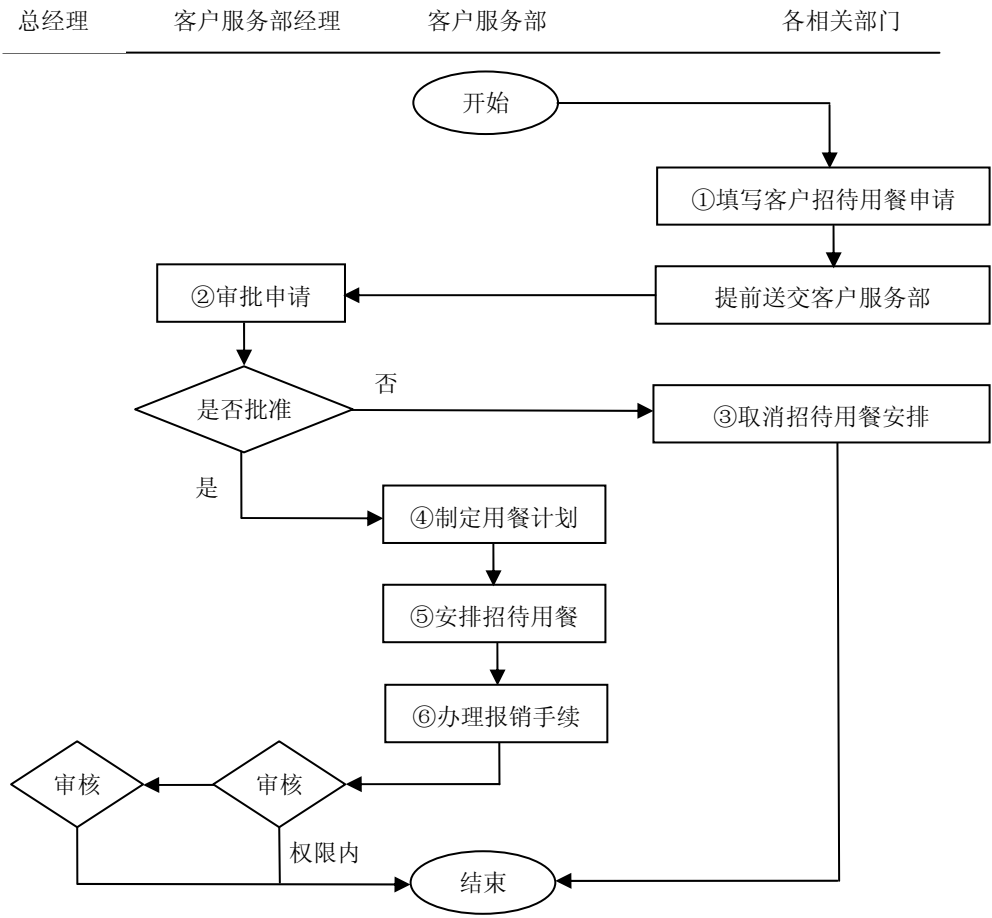 总经理
客户服务部经理
客户服务部
各相关部门
开始
①填写客户招待用餐申请
②审批申请
提前送交客户服务部
否
是否批准
③取消招待用餐安排
是
④制定用餐计划
⑤安排招待用餐
⑥办理报销手续
审核
审核
权限内
结束